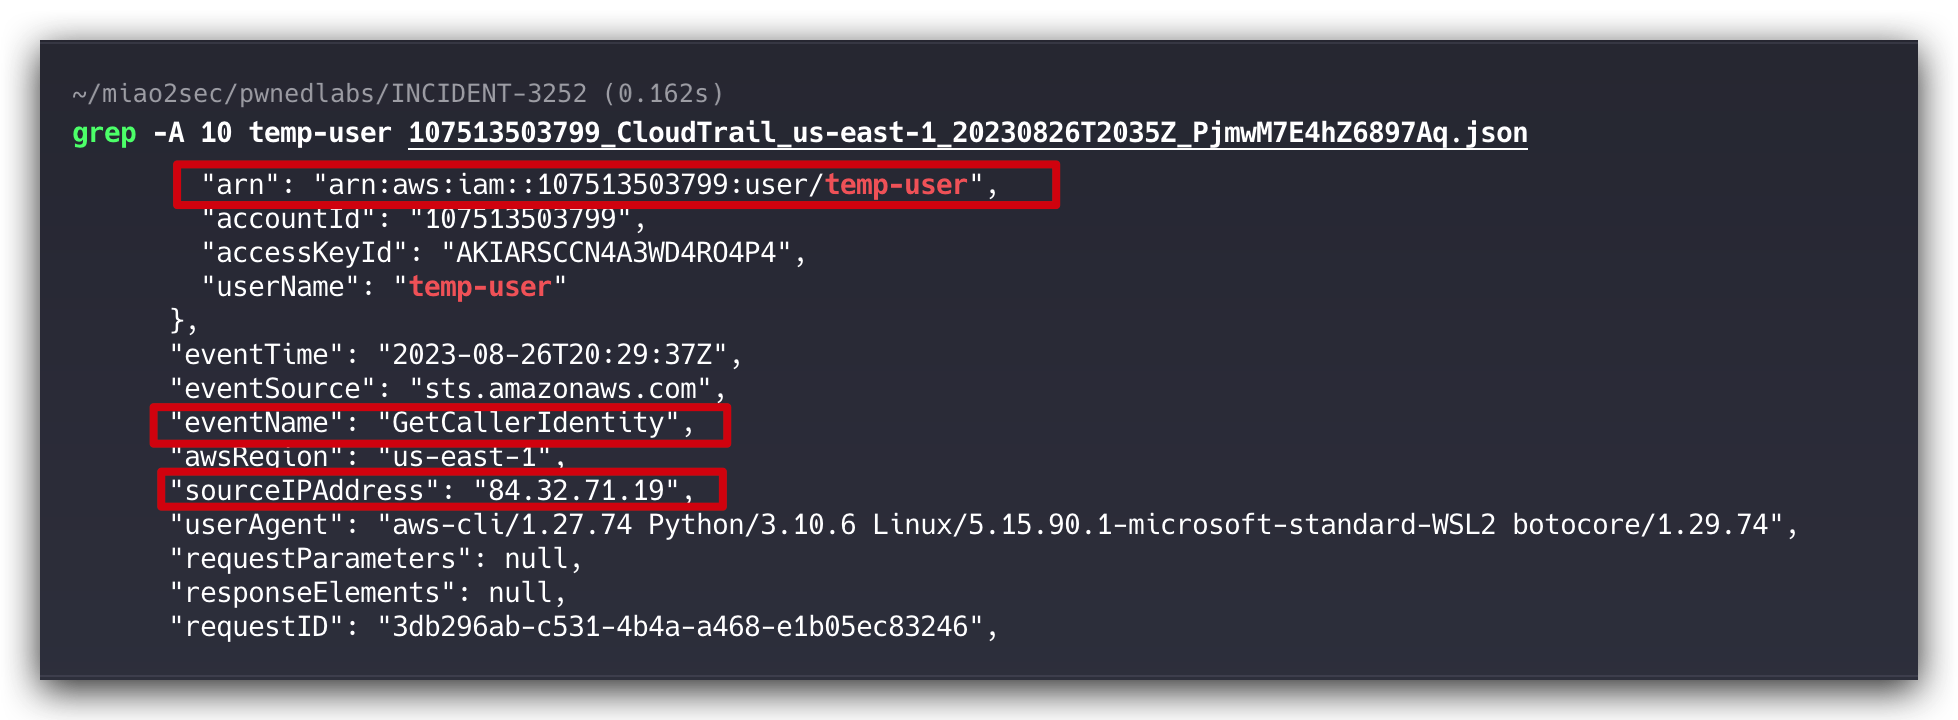 ~/miao2sec/pwnedlabs/INCIDENT-3252 (0.162s)
grep -A 10 temp-user 107513503799_CloudTrail_us-east-1_20230826T2035Z_PjmwM7E4hZ6897Aq.json
"arn": "arn:aws:iam::107513503799:user/temp-user",
"accountId": "107513503799",
"accessKeyId": "AKIARSCCN4A3WD4RO4P4",
"userName": "temp-user"
},
"eventTime": "2023-08-26T20:29:37Z",
"eventSource": "sts.amazonaws.com",
"eventName": "GetCallerIdentity",
"awsRegion": "us-east-1",
"sourceIPAddress": "84.32.71.19",
"userAgent": "aws-cli/1.27.74 Python/3.10.6 Linux/5.15.90.1-microsoft-standard-WSL2 botocore/1.29.74",
"requestParameters": null,
"responseElements": null,
"requestID": "3db296ab-c531-4b4a-a468-e1b05ec83246",